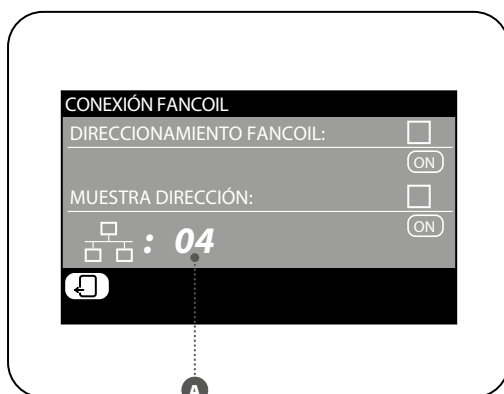 CONEXIÓN FANCOIL
DIRECCIONAMIENTO FANCOIL:
ON
MUESTRA DIRECCIÓN:
ON
: 04
A